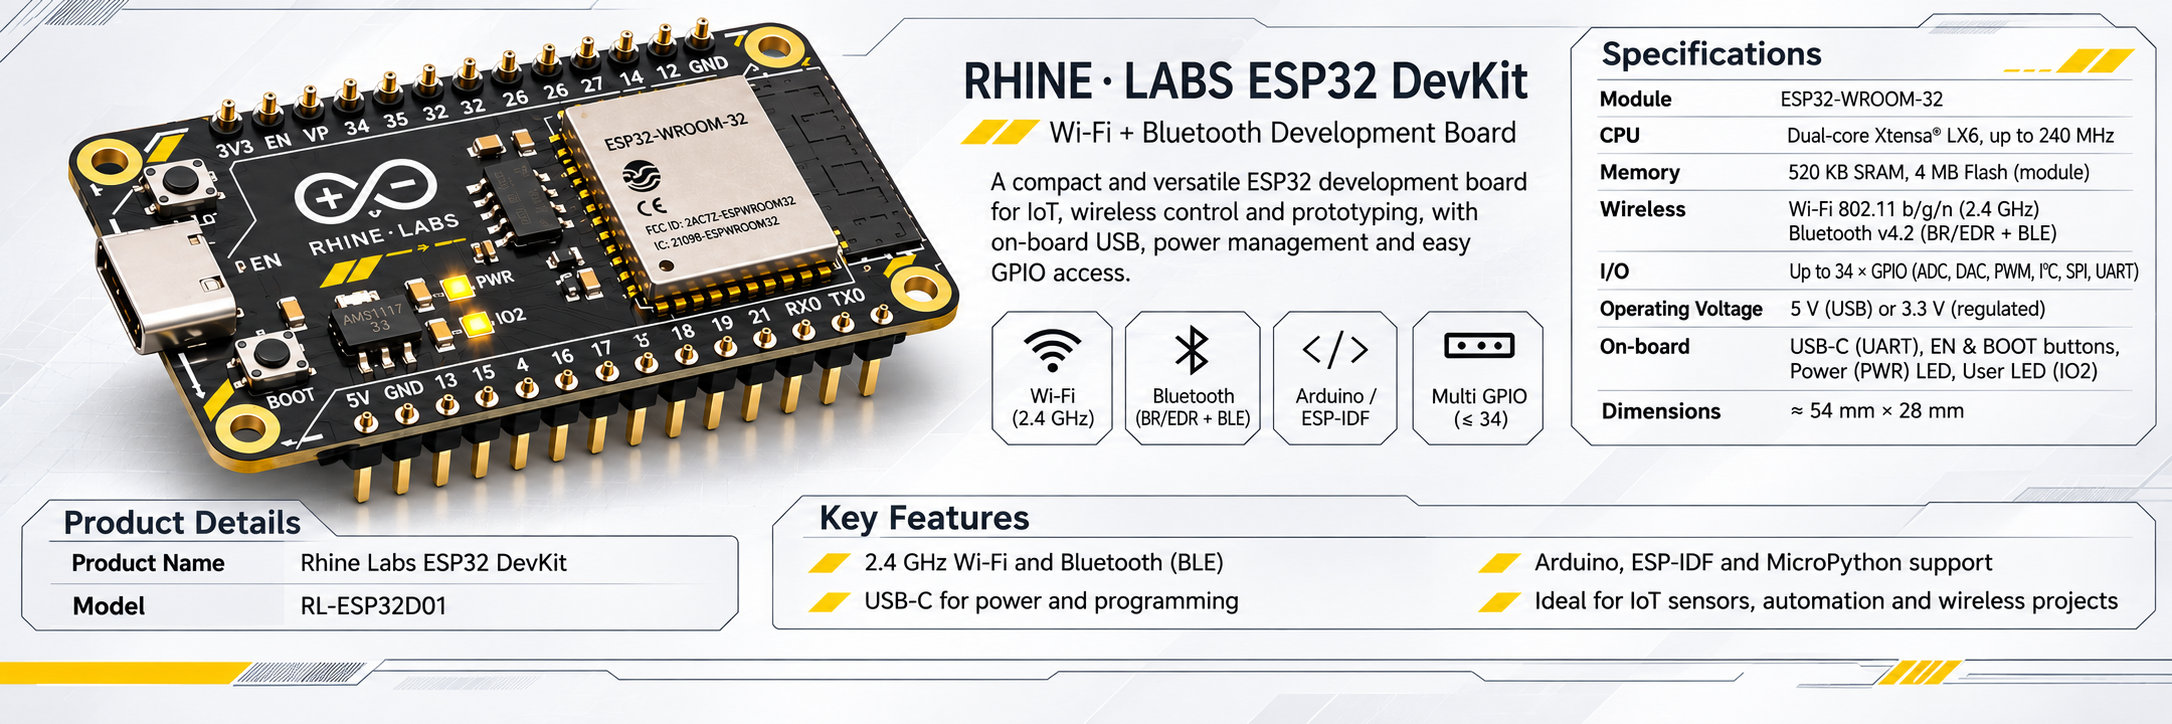 3V3 EN VP 34 35 32 32 26 26 27 14 12 GND
RHINE·LABS
EN
PWR
IO2
AMS1117
33
BOOT
ESP32-WROOM-32
CE
FCC ID: 2AC7Z-ESPWROOM32
IC: 21098-ESPWROOM32
5V GND 13 15 4 16 17 18 19 21 RX0 TX0
RHINE · LABS ESP32 DevKit
Wi-Fi + Bluetooth Development Board
A compact and versatile ESP32 development board
for IoT, wireless control and prototyping, with
on-board USB, power management and easy
GPIO access.
Wi-Fi
(2.4 GHz)
Bluetooth
(BR/EDR + BLE)
</>
Arduino /
ESP-IDF
Multi GPIO
(≤ 34)
Specifications
Module ESP32-WROOM-32
CPU Dual-core Xtensa® LX6, up to 240 MHz
Memory 520 KB SRAM, 4 MB Flash (module)
Wireless Wi-Fi 802.11 b/g/n (2.4 GHz)
Bluetooth v4.2 (BR/EDR + BLE)
I/O Up to 34 × GPIO (ADC, DAC, PWM, I²C, SPI, UART)
Operating Voltage 5 V (USB) or 3.3 V (regulated)
On-board USB-C (UART), EN & BOOT buttons,
Power (PWR) LED, User LED (IO2)
Dimensions ≈ 54 mm × 28 mm
Product Details
Product Name Rhine Labs ESP32 DevKit
Model RL-ESP32D01
Key Features
2.4 GHz Wi-Fi and Bluetooth (BLE)
USB-C for power and programming
Arduino, ESP-IDF and MicroPython support
Ideal for IoT sensors, automation and wireless projects